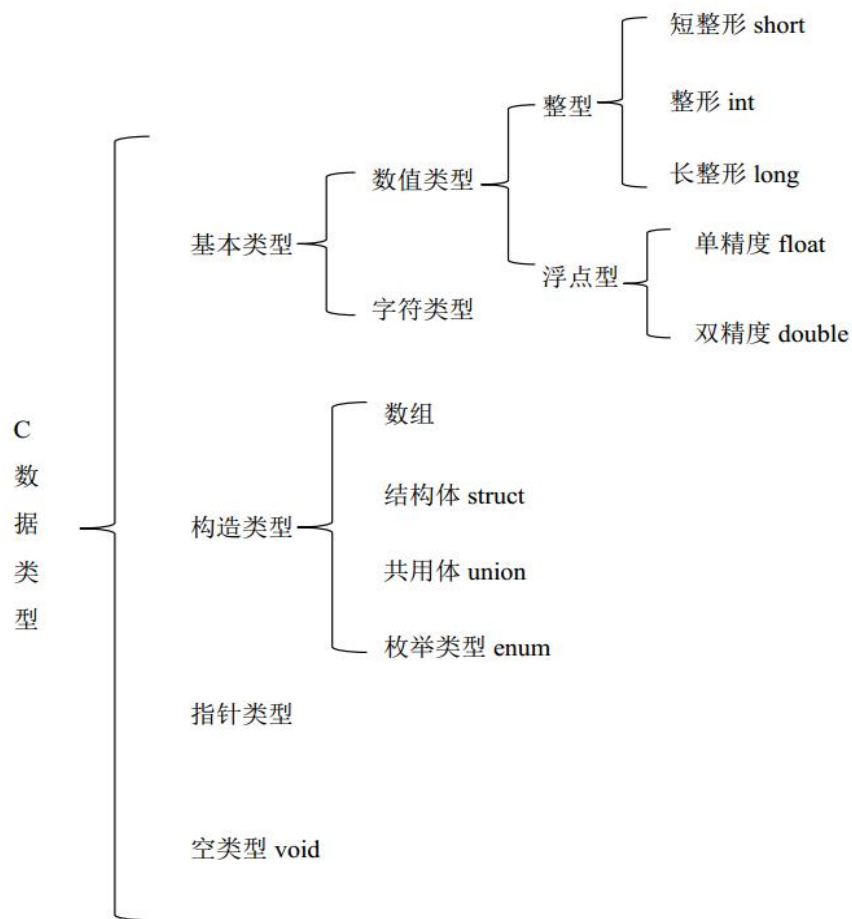 短整形 short
整型
整形 int
数值类型
长整形 long
基本类型
单精度 float
浮点型
字符类型
双精度 double
C
数
据
类
型
数组
结构体 struct
构造类型
共用体 union
枚举类型 enum
指针类型
空类型 void